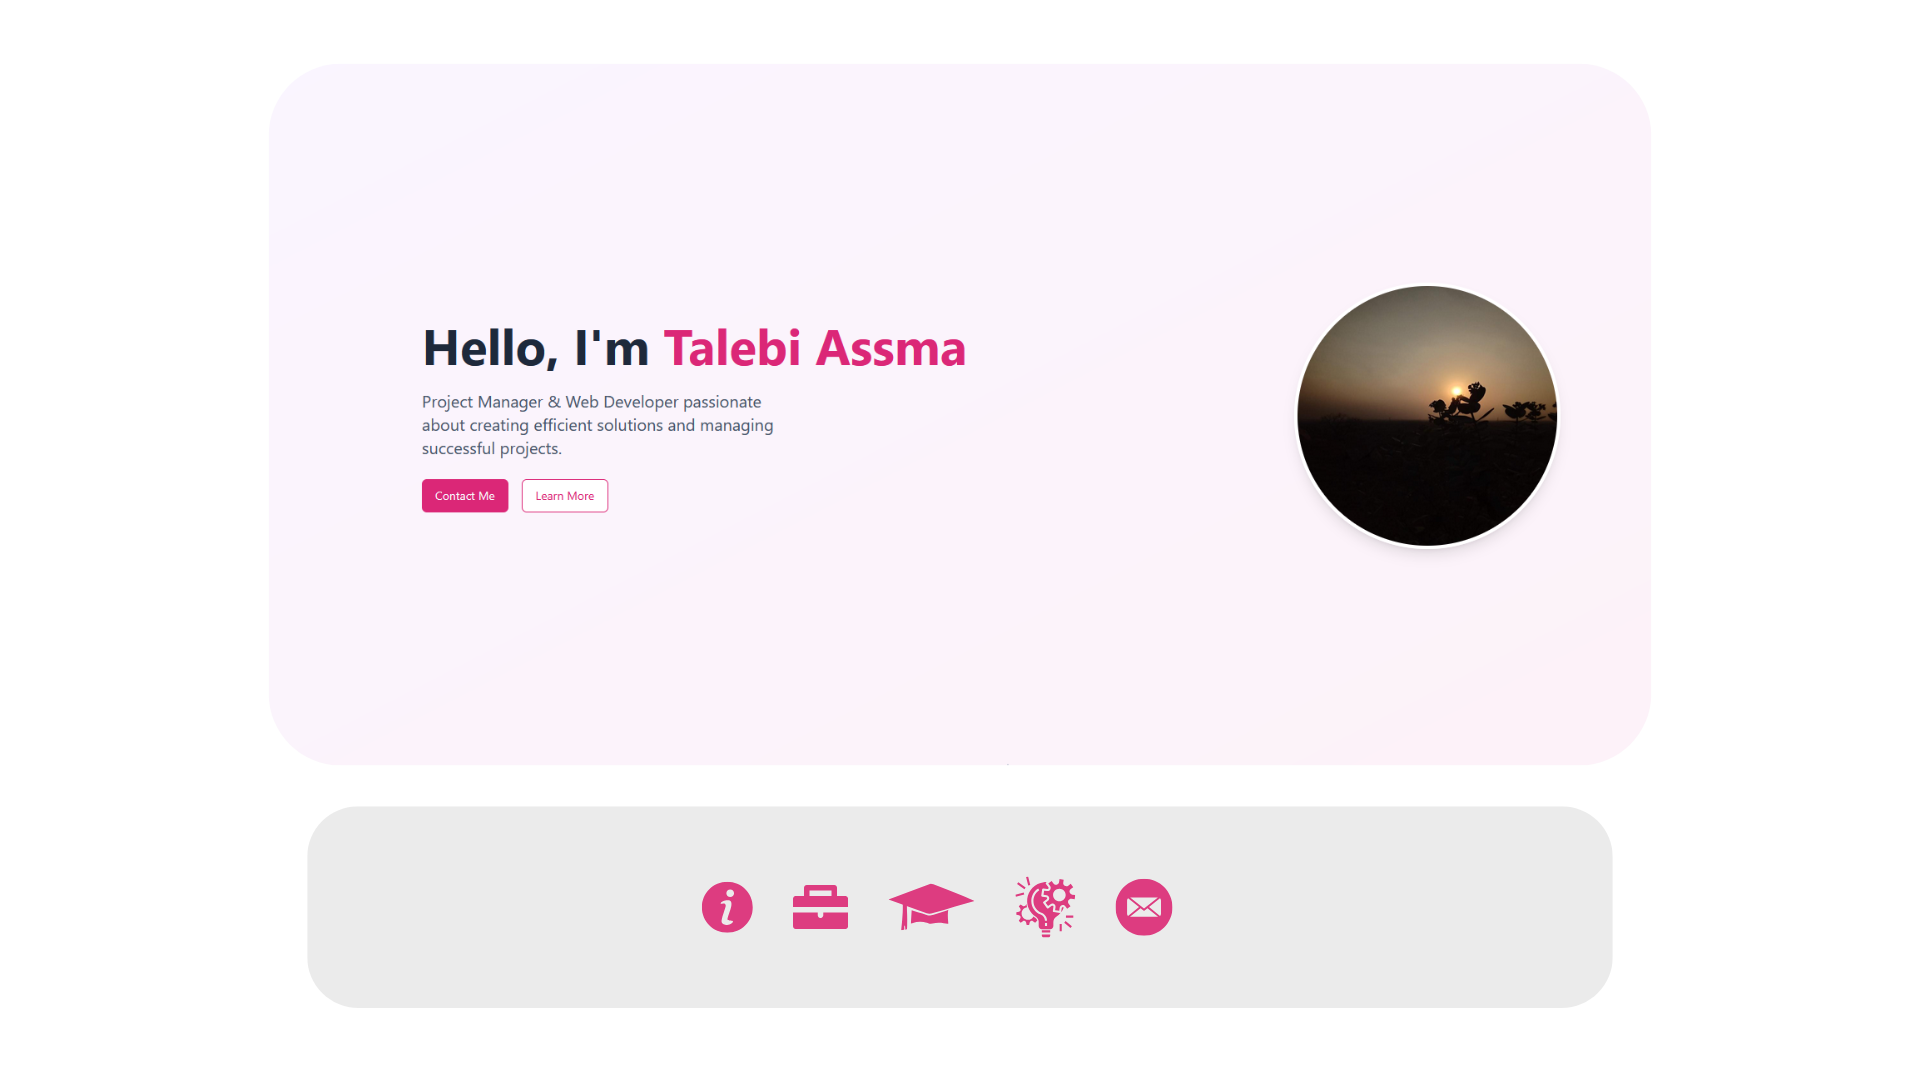 Hello, I'm Talebi Assma
Project Manager & Web Developer passionate
about creating efficient solutions and managing
successful projects.
Contact Me
Learn More